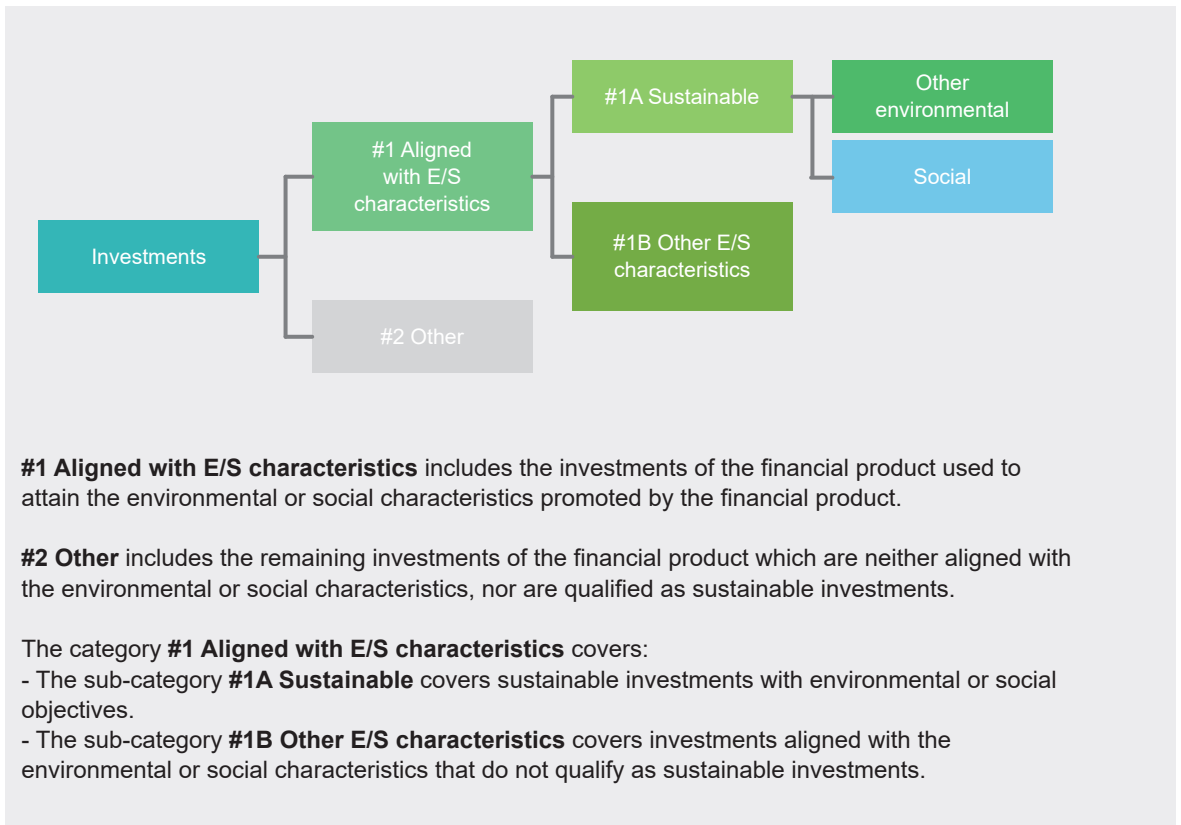 #1A Sustainable
Other
environmental
#1 Aligned
with E/S
characteristics
Social
Investments
#1B Other E/S
characteristics
#2 Other
#1 Aligned with E/S characteristics includes the investments of the financial product used to
attain the environmental or social characteristics promoted by the financial product.
#2 Other includes the remaining investments of the financial product which are neither aligned with
the environmental or social characteristics, nor are qualified as sustainable investments.
The category #1 Aligned with E/S characteristics covers:
- The sub-category #1A Sustainable covers sustainable investments with environmental or social
objectives.
- The sub-category #1B Other E/S characteristics covers investments aligned with the
environmental or social characteristics that do not qualify as sustainable investments.